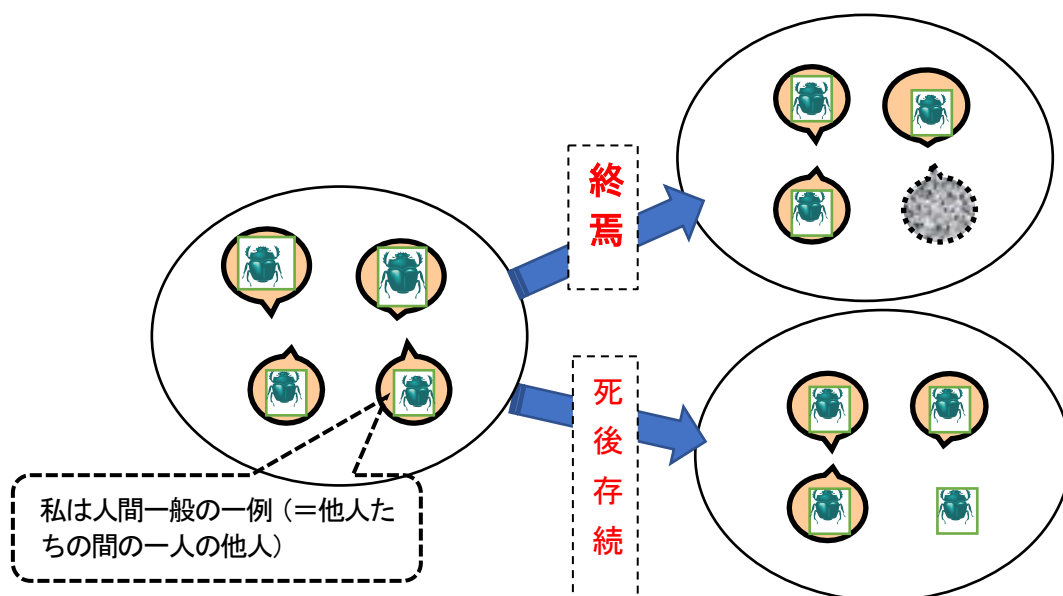 終焉
死後存続
私は人間一般の一例（＝他人た
ちの間の一人の他人）